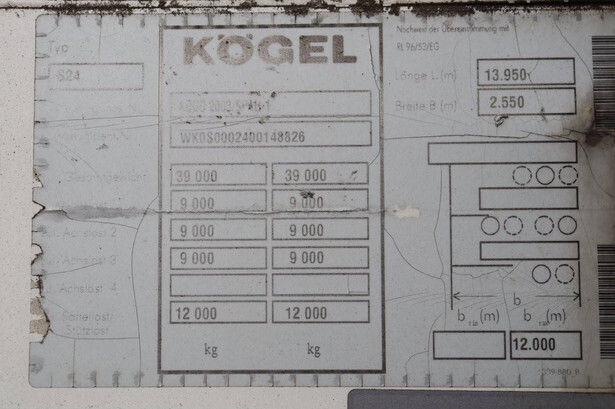 Typ
S24
KÖGEL
WK0S0002400148826
39 000 39 000
9 000 9 000
9 000 9 000
Achslast 2
9 000 9 000
Achslast 3
Achslast 4
12 000 12 000
Sattellast/
Stützlast
kg kg
Nachweis der Übereinstimmung mit
RL 96/53/EG
Länge L (m) 13.950
Breite B (m) 2.550
b
b (m) b (m)
12.000